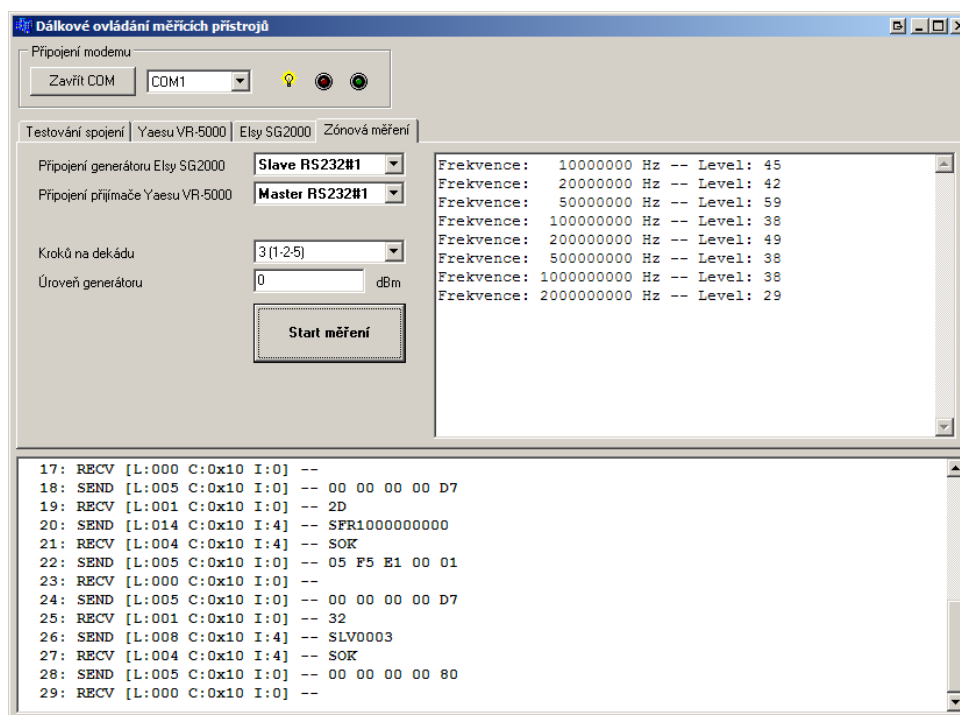 Dálkové ovládání měřících přístrojů
Připojení modemu
Zavřít COM
COM1
Testování spojení
Yaesu VR-5000
Elsy SG2000
Zónová měření
Připojení generátoru Elsy SG2000
Slave RS232#1
Připojení přijímače Yaesu VR-5000
Master RS232#1
Kroků na dekádu
3 (1-2-5)
Úroveň generátoru
0
dBm
Start měření
Frekvence:   10000000 Hz -- Level: 45
Frekvence:   20000000 Hz -- Level: 42
Frekvence:   50000000 Hz -- Level: 59
Frekvence:  100000000 Hz -- Level: 38
Frekvence:  200000000 Hz -- Level: 49
Frekvence:  500000000 Hz -- Level: 38
Frekvence: 1000000000 Hz -- Level: 38
Frekvence: 2000000000 Hz -- Level: 29
17: RECV [L:000 C:0x10 I:0] --
18: SEND [L:005 C:0x10 I:0] -- 00 00 00 00 D7
19: RECV [L:001 C:0x10 I:0] -- 2D
20: SEND [L:014 C:0x10 I:4] -- SFR1000000000
21: RECV [L:004 C:0x10 I:4] -- SOK
22: SEND [L:005 C:0x10 I:0] -- 05 F5 E1 00 01
23: RECV [L:000 C:0x10 I:0] --
24: SEND [L:005 C:0x10 I:0] -- 00 00 00 00 D7
25: RECV [L:001 C:0x10 I:0] -- 32
26: SEND [L:008 C:0x10 I:4] -- SLV0003
27: RECV [L:004 C:0x10 I:4] -- SOK
28: SEND [L:005 C:0x10 I:0] -- 00 00 00 00 80
29: RECV [L:000 C:0x10 I:0] --